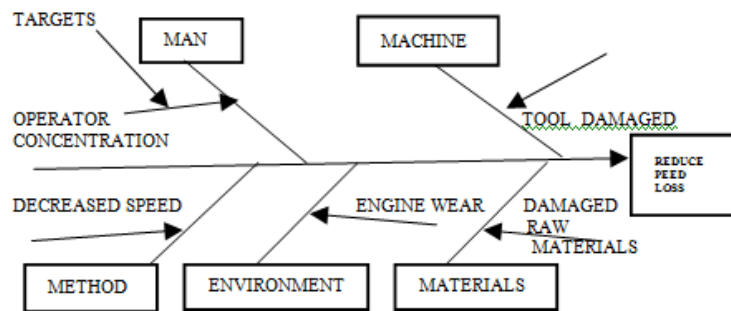 TARGETS
MAN
MACHINE
OPERATOR
CONCENTRATION
TOOL DAMAGED
REDUCE
PEED
LOSS
DECREASED SPEED
ENGINE WEAR
DAMAGED
RAW
MATERIALS
METHOD
ENVIRONMENT
MATERIALS